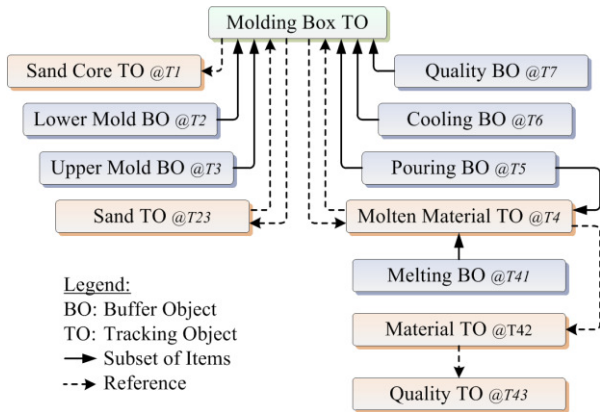 Molding Box TO
Sand Core TO @T1
Quality BO @T7
Lower Mold BO @T2
Cooling BO @T6
Upper Mold BO @T3
Pouring BO @T5
Sand TO @T23
Molten Material TO @T4
Melting BO @T41
Material TO @T42
Quality TO @T43
Legend:
BO: Buffer Object
TO: Tracking Object
Subset of Items
Reference